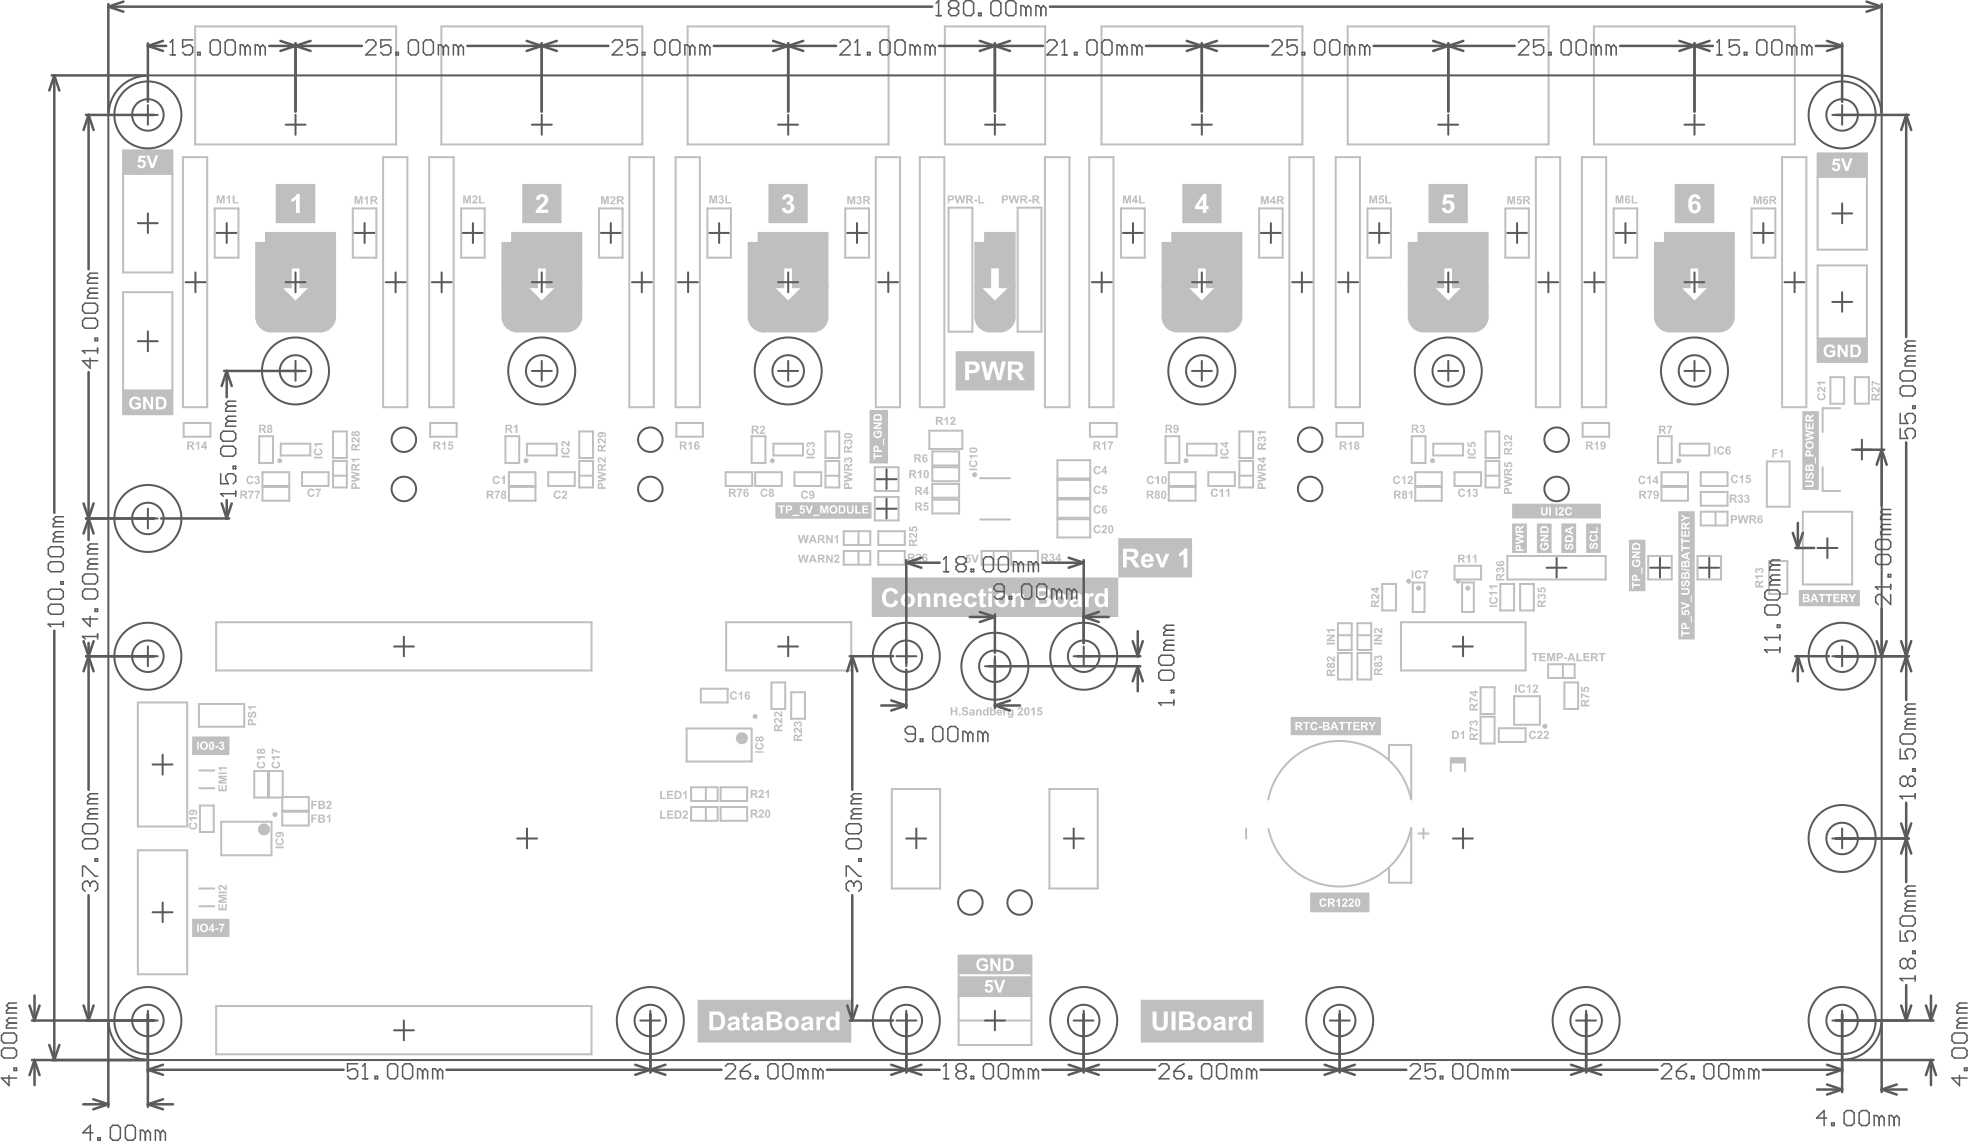 180.00mm
15.00mm 25.00mm 25.00mm 21.00mm 21.00mm 25.00mm 25.00mm 15.00mm
5V 5V
1 2 3 4 5 6
M1L M1R M2L M2R M3L M3R PWR-L PWR-R M4L M4R M5L M5R M6L M6R
41.00mm
100.00mm
15.00mm
55.00mm
GND
PWR
GND
C21 R27
R14 R8 IC1 R28 PWR1 C3 R77 C7
R15 R1 IC2 R29 PWR2 C1 R78 C2
R16 R2 IC3 R30 PWR3 R76 C8 C9
TP_GND
TP_5V_MODULE
R12 R6 R10 R4 R5 IC10
C4
C5
C6
C20
R17 R9 IC4 R31 PWR4 C10 R80 C11
R18 R3 IC5 R32 PWR5 C12 R81 C13
R19 R7 IC6 C14 R79 C15 R33 PWR6
F1
USB_POWER
WARN1 R25
WARN2 R26
5V R34
18.00mm
Rev 1
Connection Board
9.00mm
UI I2C
PWR GND SDA SCL
TP_GND
TP_5V_USB/BATTERY
R13
BATTERY
11.00mm
21.00mm
14.00mm
R24 IC7 R11 R36 IC11 R35
IN1 IN2
R82 R83
TEMP-ALERT
1.00mm
H.Sandberg 2015
9.00mm
PS1
IO0-3
EMI1
C18 C17
C19
FB2
FB1
IC9
EMI2
IO4-7
C16
R22 R23
IC8
LED1 R21
LED2 R20
37.00mm
37.00mm
RTC-BATTERY
R74 R73 IC12 R75
D1 C22
- +
CR1220
18.50mm
18.50mm
GND
5V
DataBoard
UIBoard
4.00mm
4.00mm
51.00mm 26.00mm 18.00mm 26.00mm 25.00mm 26.00mm
4.00mm 4.00mm